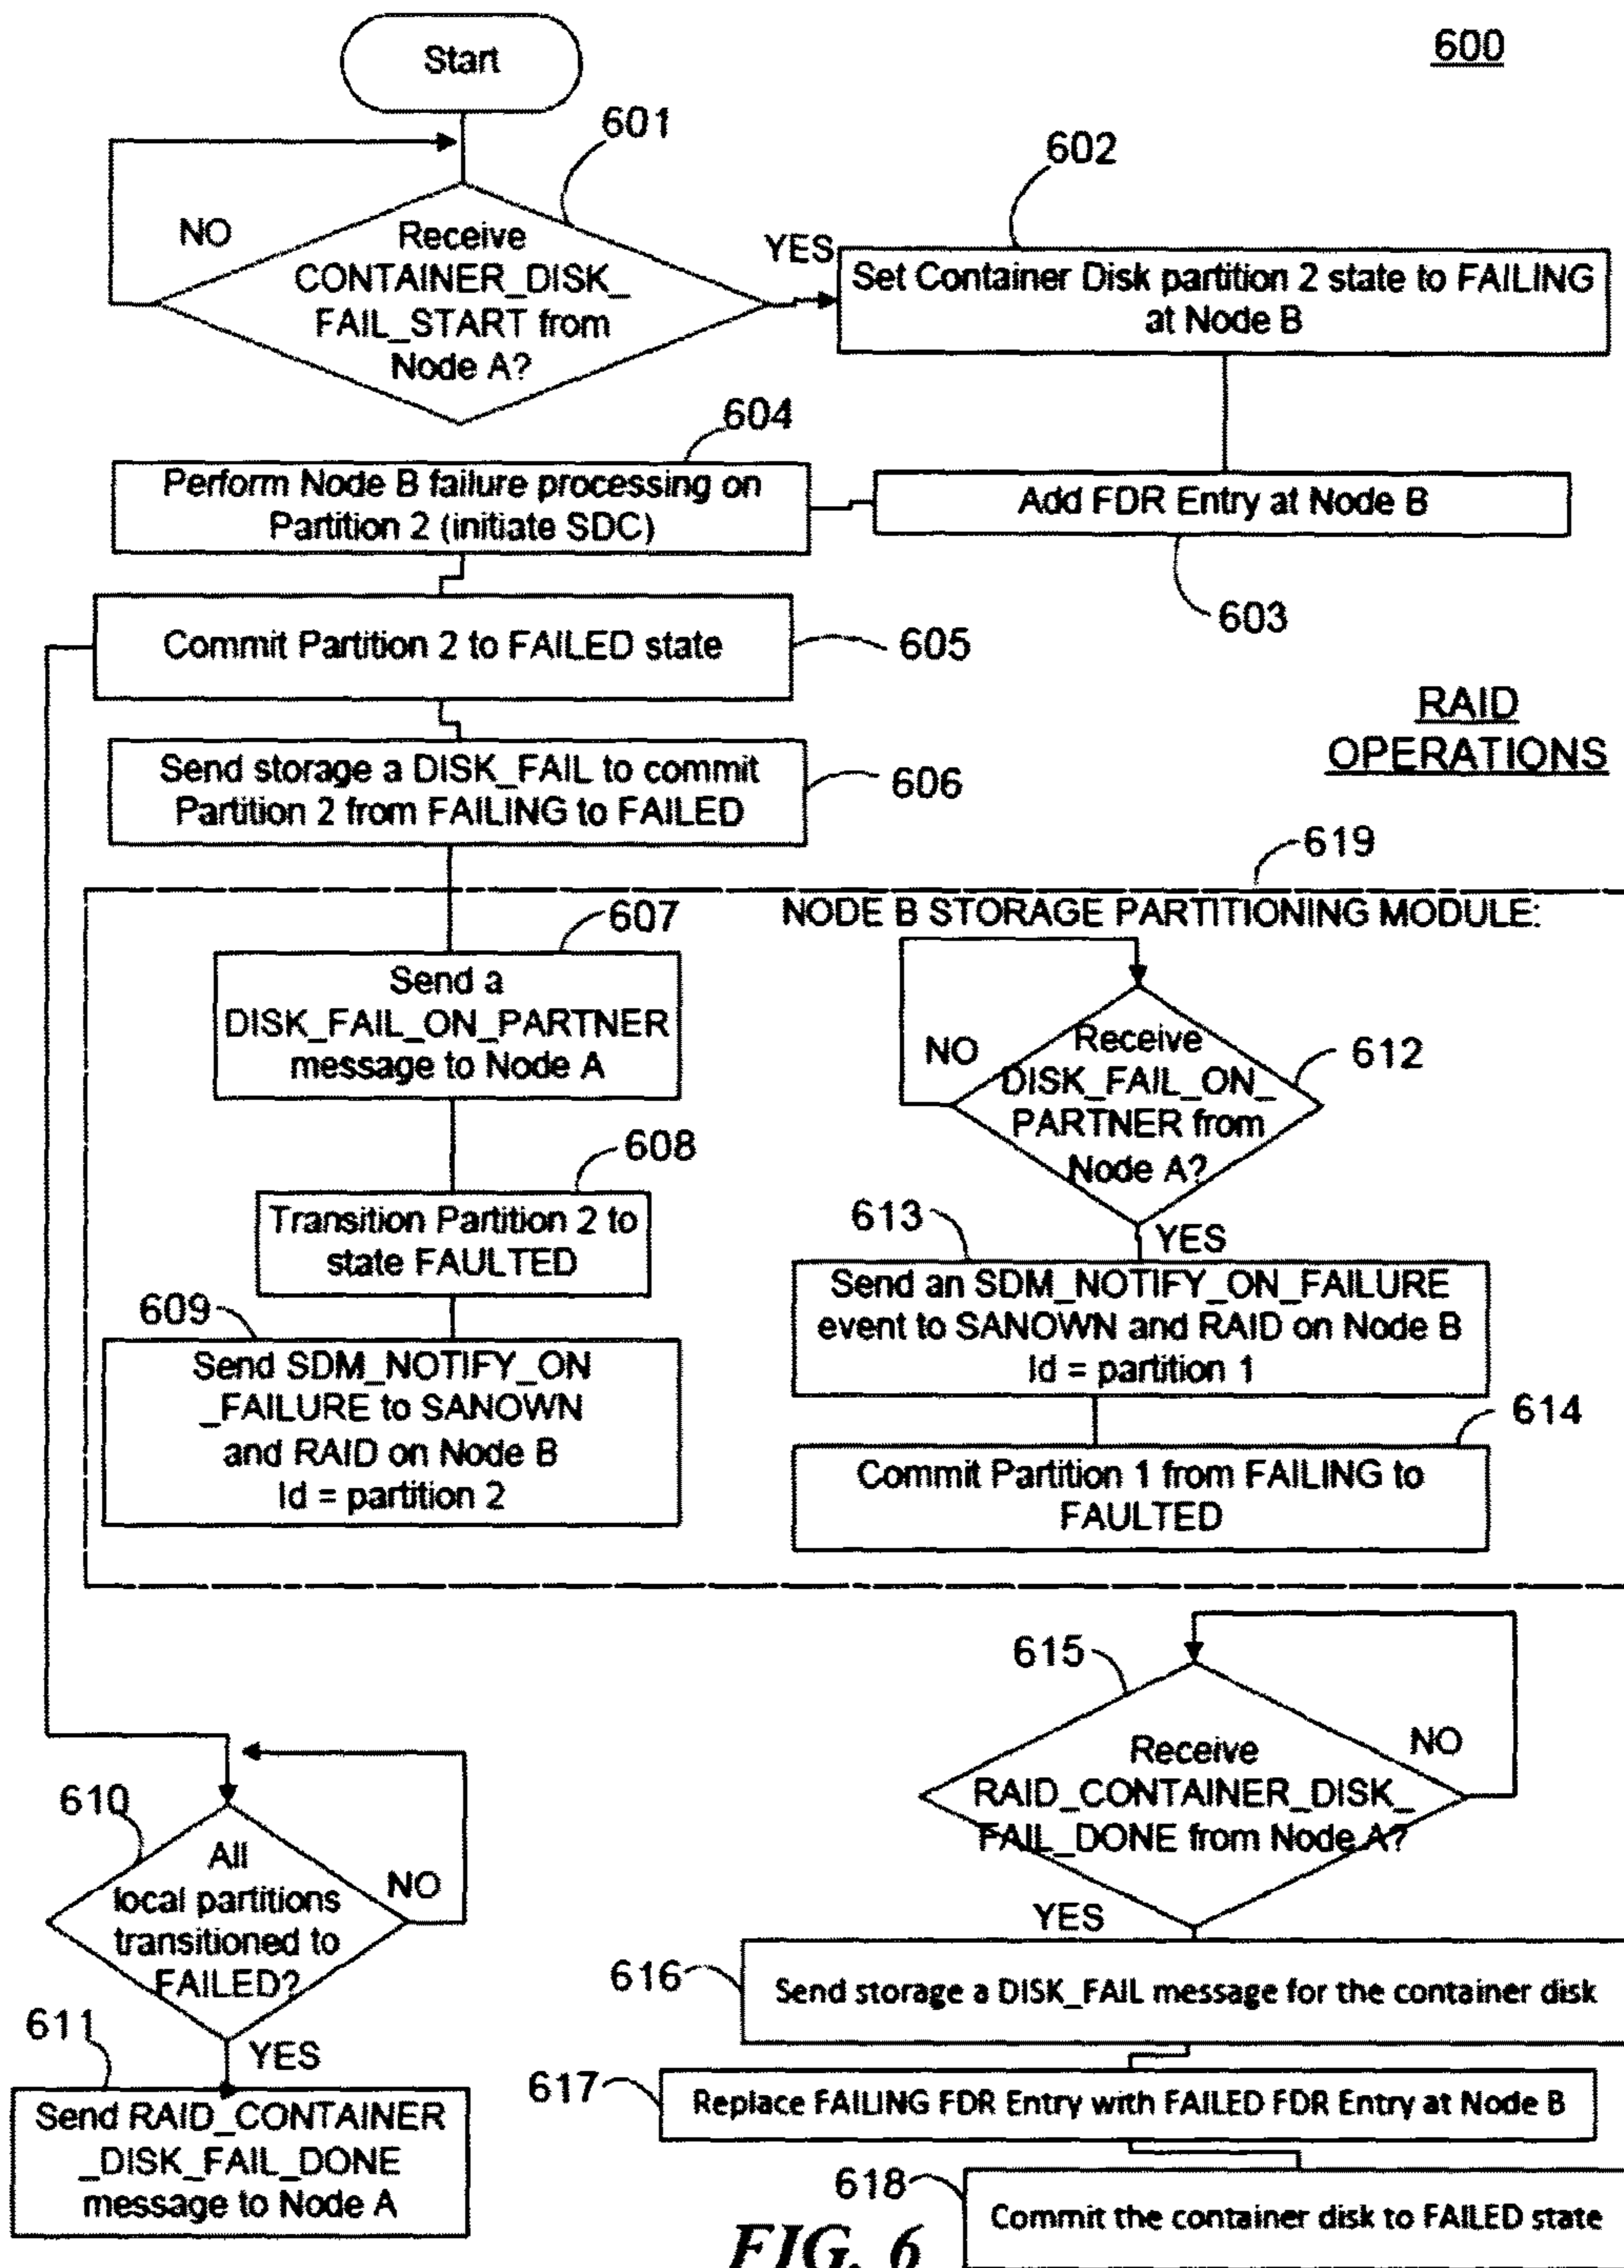 600
Start
601
602
NO
Receive
CONTAINER_DISK_
FAIL_START from
Node A?
YES
Set Container Disk partition 2 state to FAILING
at Node B
604
Perform Node B failure processing on
Partition 2 (initiate SDC)
Add FDR Entry at Node B
603
Commit Partition 2 to FAILED state
605
RAID
OPERATIONS
Send storage a DISK_FAIL to commit
Partition 2 from FAILING to FAILED
606
619
NODE B STORAGE PARTITIONING MODULE:
607
Send a
DISK_FAIL_ON_PARTNER
message to Node A
608
Transition Partition 2 to
state FAULTED
609
Send SDM_NOTIFY_ON
_FAILURE to SANOWN
and RAID on Node B
Id = partition 2
NO
Receive
DISK_FAIL_ON_
PARTNER from
Node A?
612
613
YES
Send an SDM_NOTIFY_ON_FAILURE
event to SANOWN and RAID on Node B
Id = partition 1
614
Commit Partition 1 from FAILING to
FAULTED
610
All
local partitions
transitioned to
FAILED?
NO
611
YES
Send RAID_CONTAINER
_DISK_FAIL_DONE
message to Node A
615
Receive
RAID_CONTAINER_DISK_
FAIL_DONE from Node A?
NO
YES
616
Send storage a DISK_FAIL message for the container disk
617
Replace FAILING FDR Entry with FAILED FDR Entry at Node B
618
Commit the container disk to FAILED state
FIG. 6